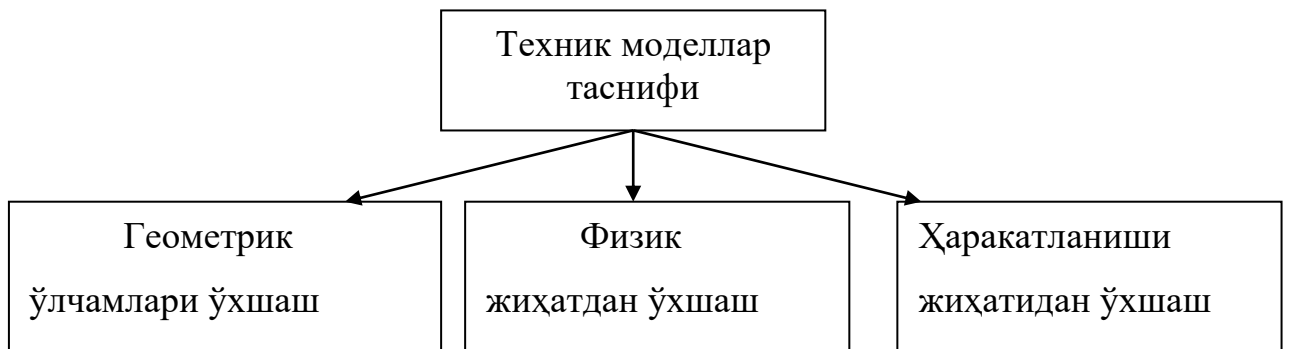 Техник моделлар
таснифи
Геометрик
ўлчамлари ўхшаш
Физик
жиҳатдан ўхшаш
Ҳаракатланиши
жиҳатидан ўхшаш